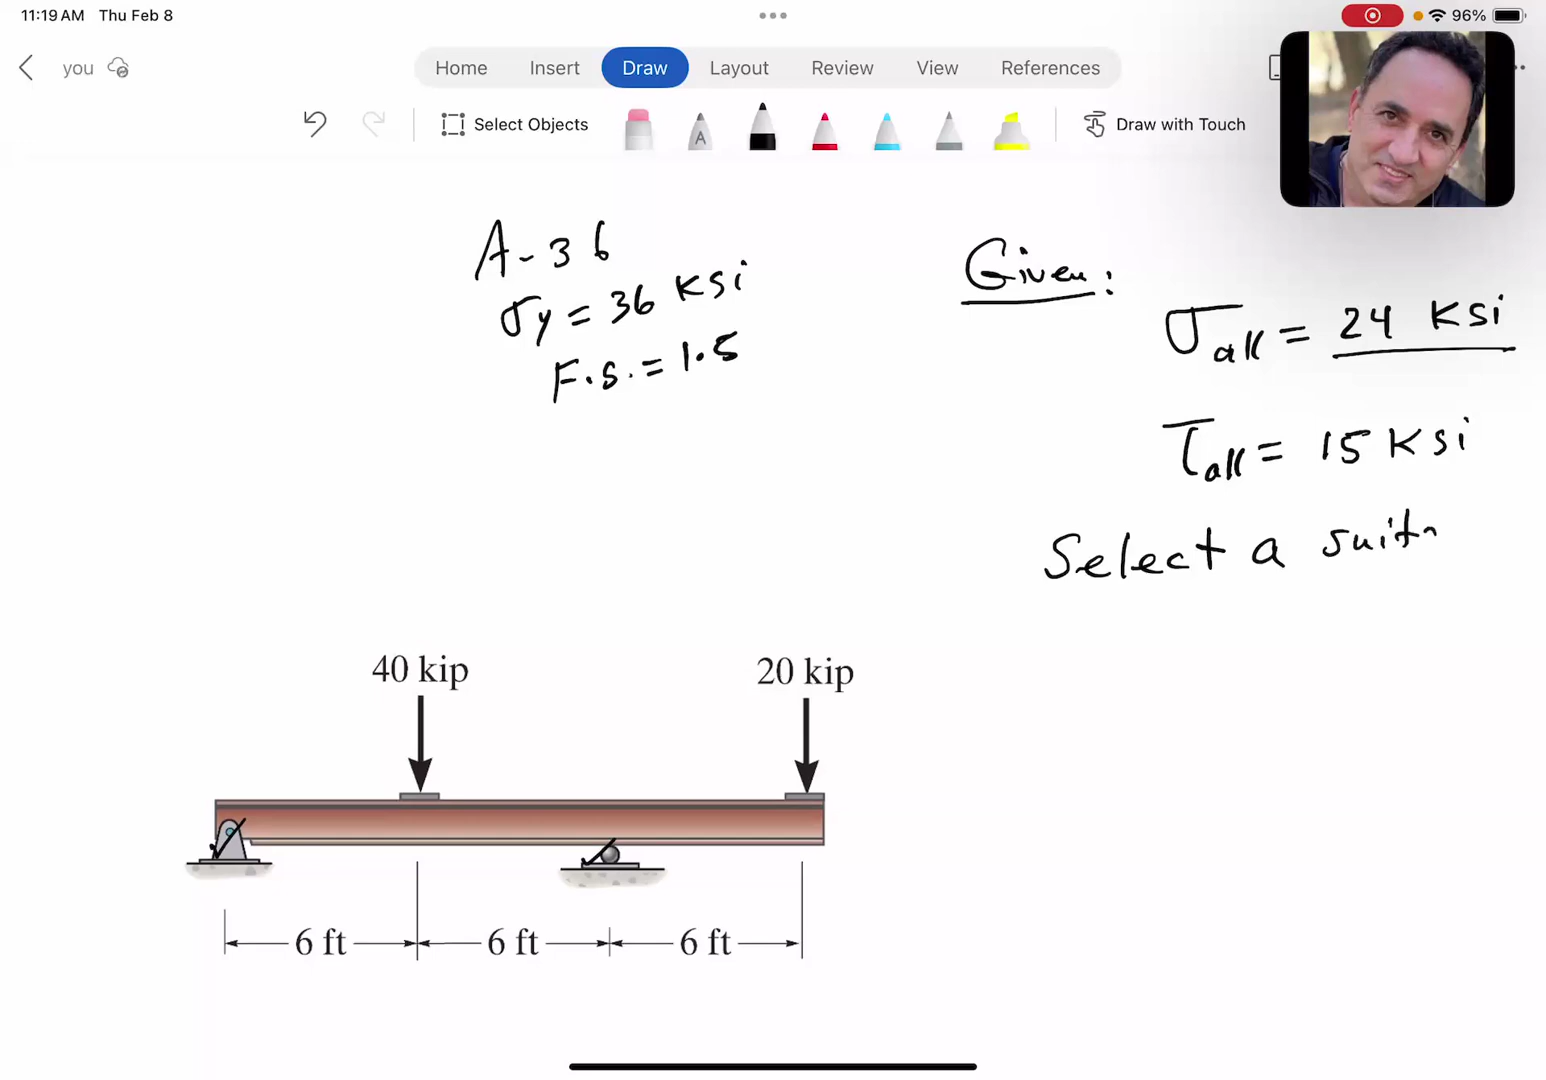 11:19 AM Thu Feb 8
96%
you
Home Insert Draw Layout Review View References
Select Objects
A
Draw with Touch
A-36
σy = 36 ksi
F.S. = 1.5
Given:
σall = 24 ksi
τall = 15 ksi
Select a suit
40 kip
20 kip
6 ft 6 ft 6 ft